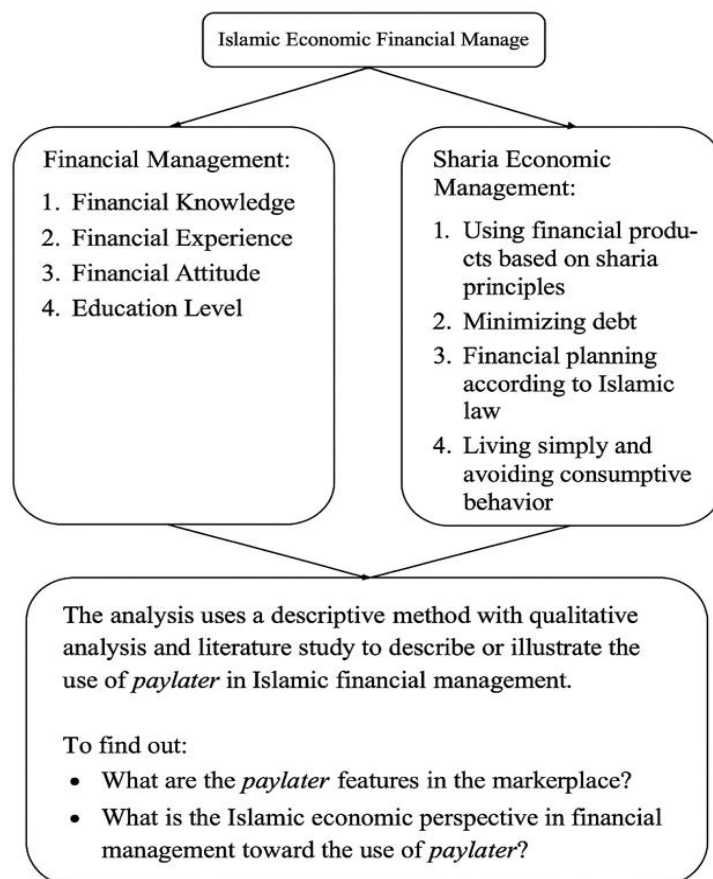 Islamic Economic Financial Manage
Financial Management:
1. Financial Knowledge
2. Financial Experience
3. Financial Attitude
4. Education Level
Sharia Economic
Management:
1. Using financial produ-
cts based on sharia
principles
2. Minimizing debt
3. Financial planning
according to Islamic
law
4. Living simply and
avoiding consumptive
behavior
The analysis uses a descriptive method with qualitative
analysis and literature study to describe or illustrate the
use of paylater in Islamic financial management.
To find out:
• What are the paylater features in the markerplace?
• What is the Islamic economic perspective in financial
management toward the use of paylater?